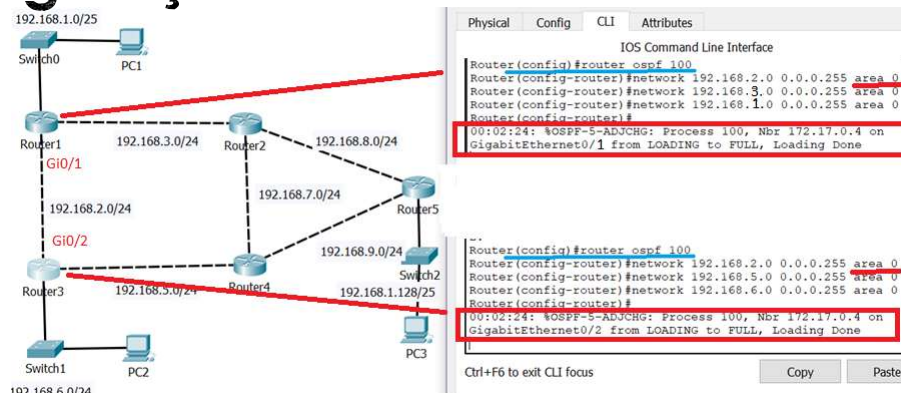 192.168.1.0/25
Switch0
PC1
Router1
192.168.3.0/24
Router2
192.168.8.0/24
Gi0/1
192.168.2.0/24
192.168.7.0/24
Router5
Gi0/2
192.168.9.0/24
Switch2
Router3
192.168.5.0/24
Router4
192.168.1.128/25
PC3
Switch1
PC2
192.168.6.0/24
Physical Config CLI Attributes
IOS Command Line Interface
Router(config)#router ospf 100
Router(config-router)#network 192.168.2.0 0.0.0.255 area 0
Router(config-router)#network 192.168.3.0 0.0.0.255 area 0
Router(config-router)#network 192.168.1.0 0.0.0.255 area 0
Router(config-router)#
00:02:24: %OSPF-5-ADJCHG: Process 100, Nbr 172.17.0.4 on
GigabitEthernet0/1 from LOADING to FULL, Loading Done
Router(config)#router ospf 100
Router(config-router)#network 192.168.2.0 0.0.0.255 area 0
Router(config-router)#network 192.168.5.0 0.0.0.255 area 0
Router(config-router)#network 192.168.6.0 0.0.0.255 area 0
Router(config-router)#
00:02:24: %OSPF-5-ADJCHG: Process 100, Nbr 172.17.0.4 on
GigabitEthernet0/2 from LOADING to FULL, Loading Done
Ctrl+F6 to exit CLI focus
Copy
Paste